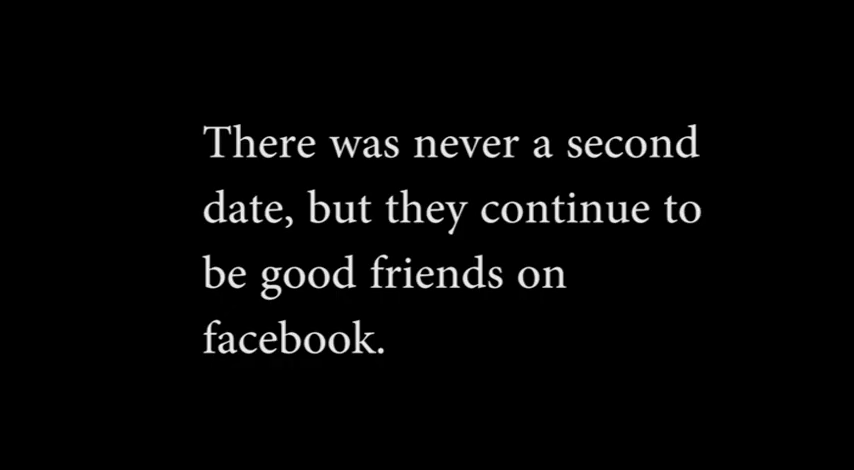 There was never a second
date, but they continue to
be good friends on
facebook.